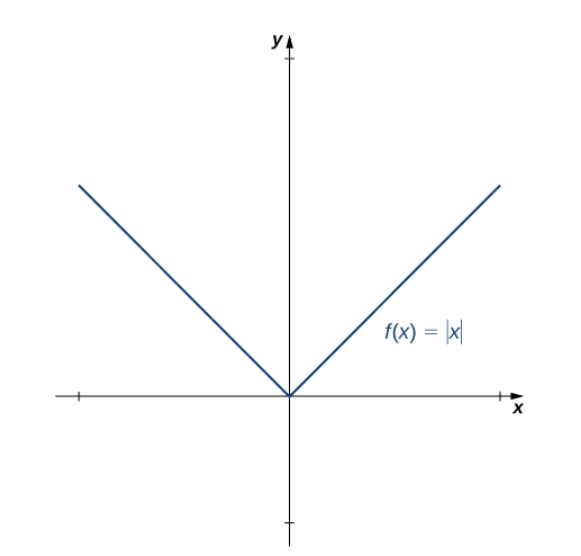 y
f(x) = |x|
x